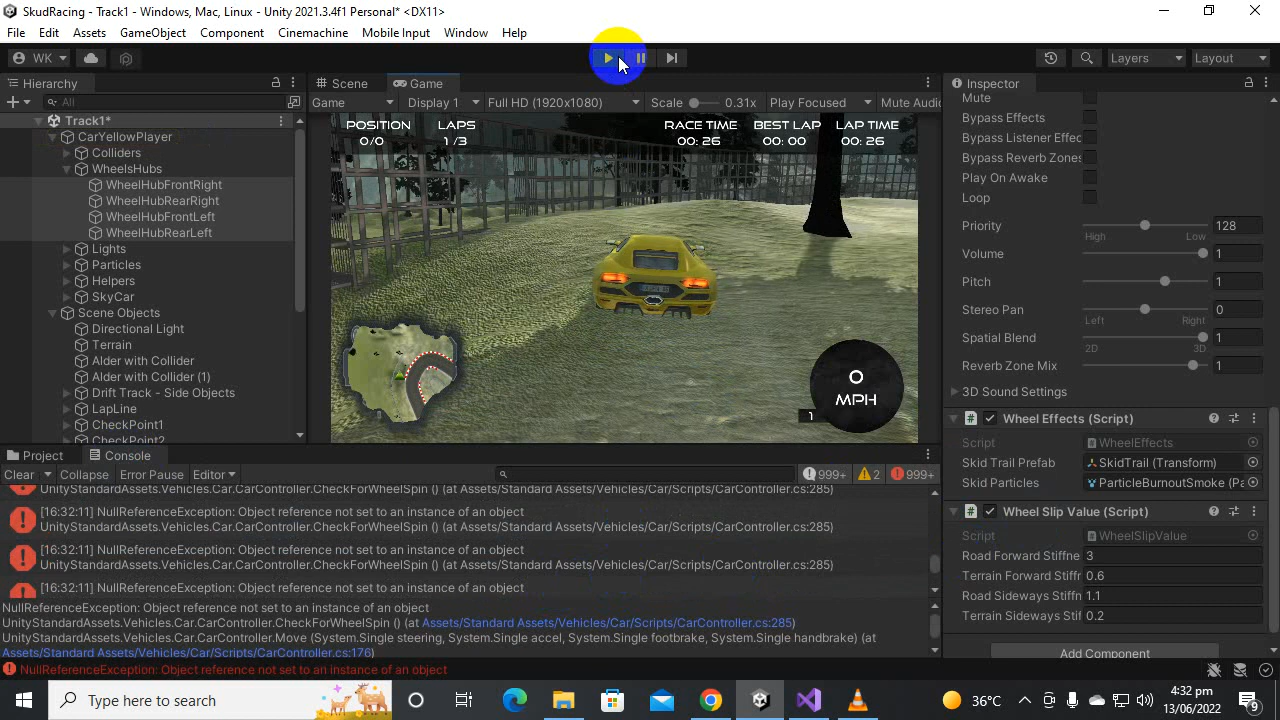 SkudRacing - Track1 - Windows, Mac, Linux - Unity 2021.3.4f1 Personal* <DX11>
File Edit Assets GameObject Component Cinemachine Mobile Input Window Help
WK Layers Layout
Hierarchy
All
Track1*
CarYellowPlayer
Colliders
WheelsHubs
WheelHubFrontRight
WheelHubRearRight
WheelHubFrontLeft
WheelHubRearLeft
Lights
Particles
Helpers
SkyCar
Scene Objects
Directional Light
Terrain
Alder with Collider
Alder with Collider (1)
Drift Track - Side Objects
LapLine
CheckPoint1
CheckPoint2
Scene Game
Game Display 1 Full HD (1920x1080) Scale 0.31x Play Focused Mute Audio
POSITION LAPS RACE TIME BEST LAP LAP TIME
0/0 1 /3 00: 26 00: 00 00: 26
0
MPH
1
Inspector
Mute
Bypass Effects
Bypass Listener Effec
Bypass Reverb Zones
Play On Awake
Loop
Priority 128
High Low
Volume 1
Pitch 1
Stereo Pan 0
Left Right
Spatial Blend 1
2D 3D
Reverb Zone Mix 1
3D Sound Settings
# Wheel Effects (Script)
Script WheelEffects
Skid Trail Prefab SkidTrail (Transform)
Skid Particles ParticleBurnoutSmoke (Pa
# Wheel Slip Value (Script)
Script WheelSlipValue
Road Forward Stiffne 3
Terrain Forward Stiffr 0.6
Road Sideways Stiffn 1.1
Terrain Sideways Stif 0.2
Add Component
Project Console
Clear Collapse Error Pause Editor 999+ 2 999+
UnityStandardAssets.Vehicles.Car.CarController.CheckForWheelSpin () (at Assets/Standard Assets/Vehicles/Car/Scripts/CarController.cs:285)
[16:32:11] NullReferenceException: Object reference not set to an instance of an object
UnityStandardAssets.Vehicles.Car.CarController.CheckForWheelSpin () (at Assets/Standard Assets/Vehicles/Car/Scripts/CarController.cs:285)
[16:32:11] NullReferenceException: Object reference not set to an instance of an object
UnityStandardAssets.Vehicles.Car.CarController.CheckForWheelSpin () (at Assets/Standard Assets/Vehicles/Car/Scripts/CarController.cs:285)
[16:32:11] NullReferenceException: Object reference not set to an instance of an object
NullReferenceException: Object reference not set to an instance of an object
UnityStandardAssets.Vehicles.Car.CarController.CheckForWheelSpin () (at Assets/Standard Assets/Vehicles/Car/Scripts/CarController.cs:285)
UnityStandardAssets.Vehicles.Car.CarController.Move (System.Single steering, System.Single accel, System.Single footbrake, System.Single handbrake) (at
Assets/Standard Assets/Vehicles/Car/Scripts/CarController.cs:176)
NullReferenceException: Object reference not set to an instance of an object
Type here to search
36°C
4:32 pm
13/06/2022
9